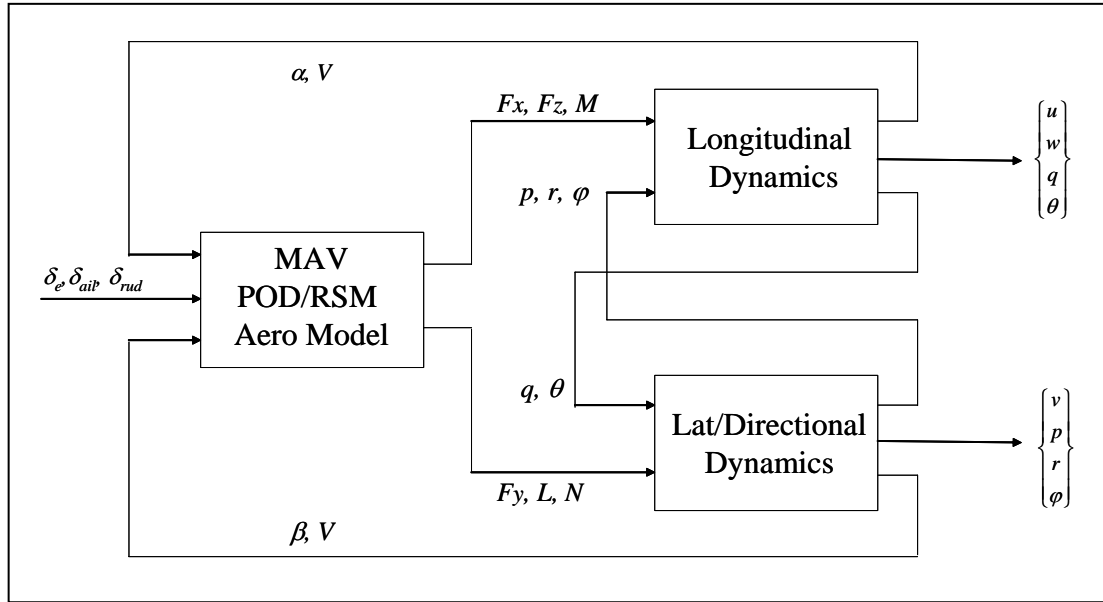 α, V
Fx, Fz, M
Longitudinal
Dynamics
u
w
q
θ
p, r, φ
MAV
POD/RSM
Aero Model
δe, δail, δrud
q, θ
Lat/Directional
Dynamics
v
p
r
φ
Fy, L, N
β, V